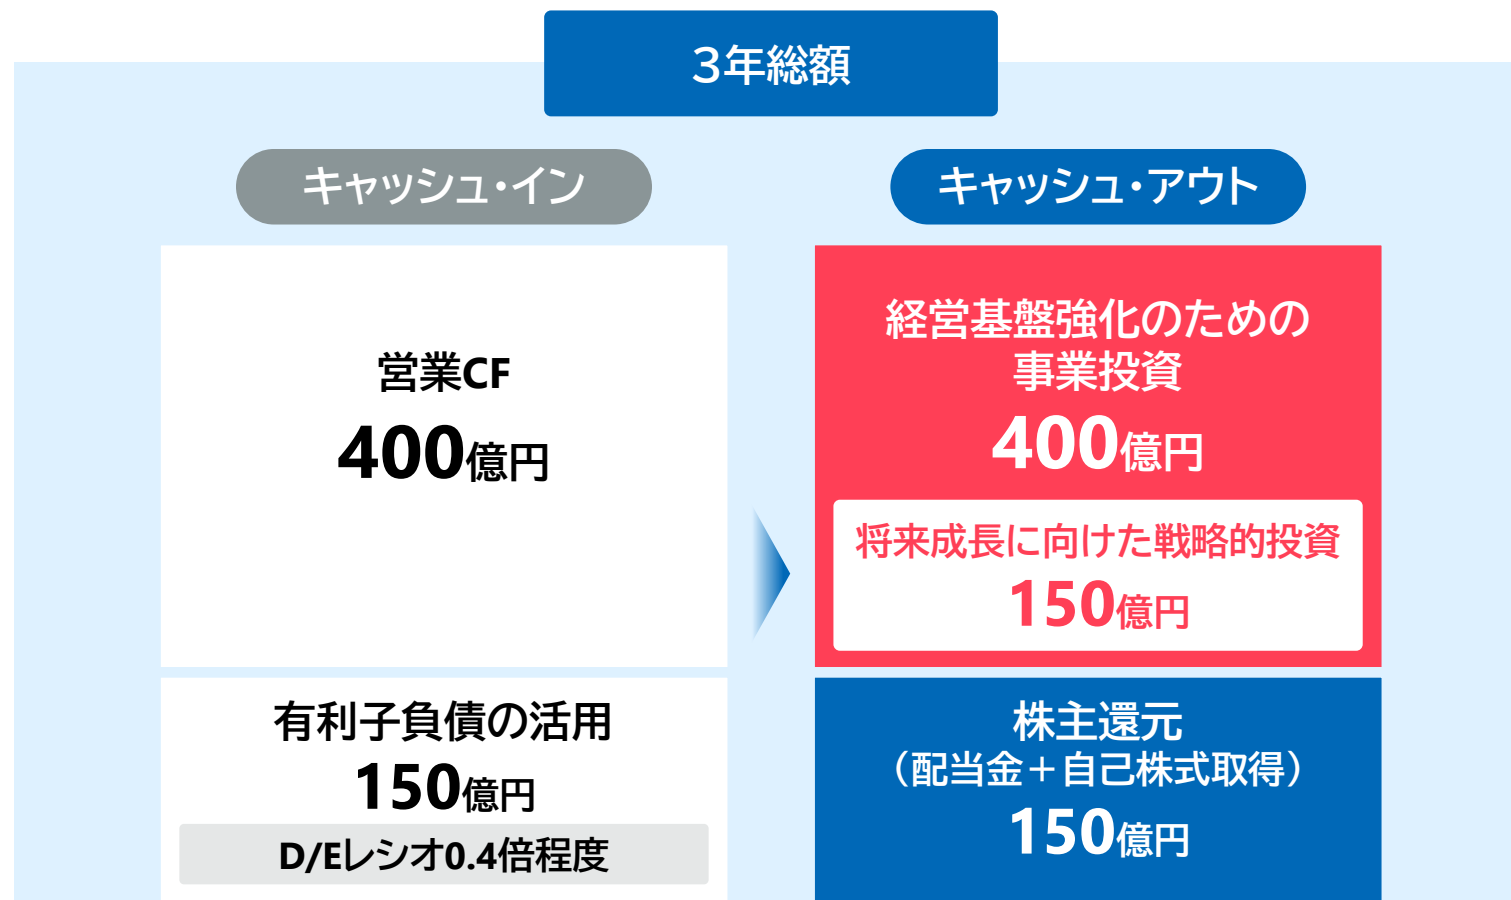 3年総額
キャッシュ・イン
営業CF
400億円
有利子負債の活用
150億円
D/Eレシオ0.4倍程度
キャッシュ・アウト
経営基盤強化のための
事業投資
400億円
将来成長に向けた戦略的投資
150億円
株主還元
（配当金＋自己株式取得）
150億円